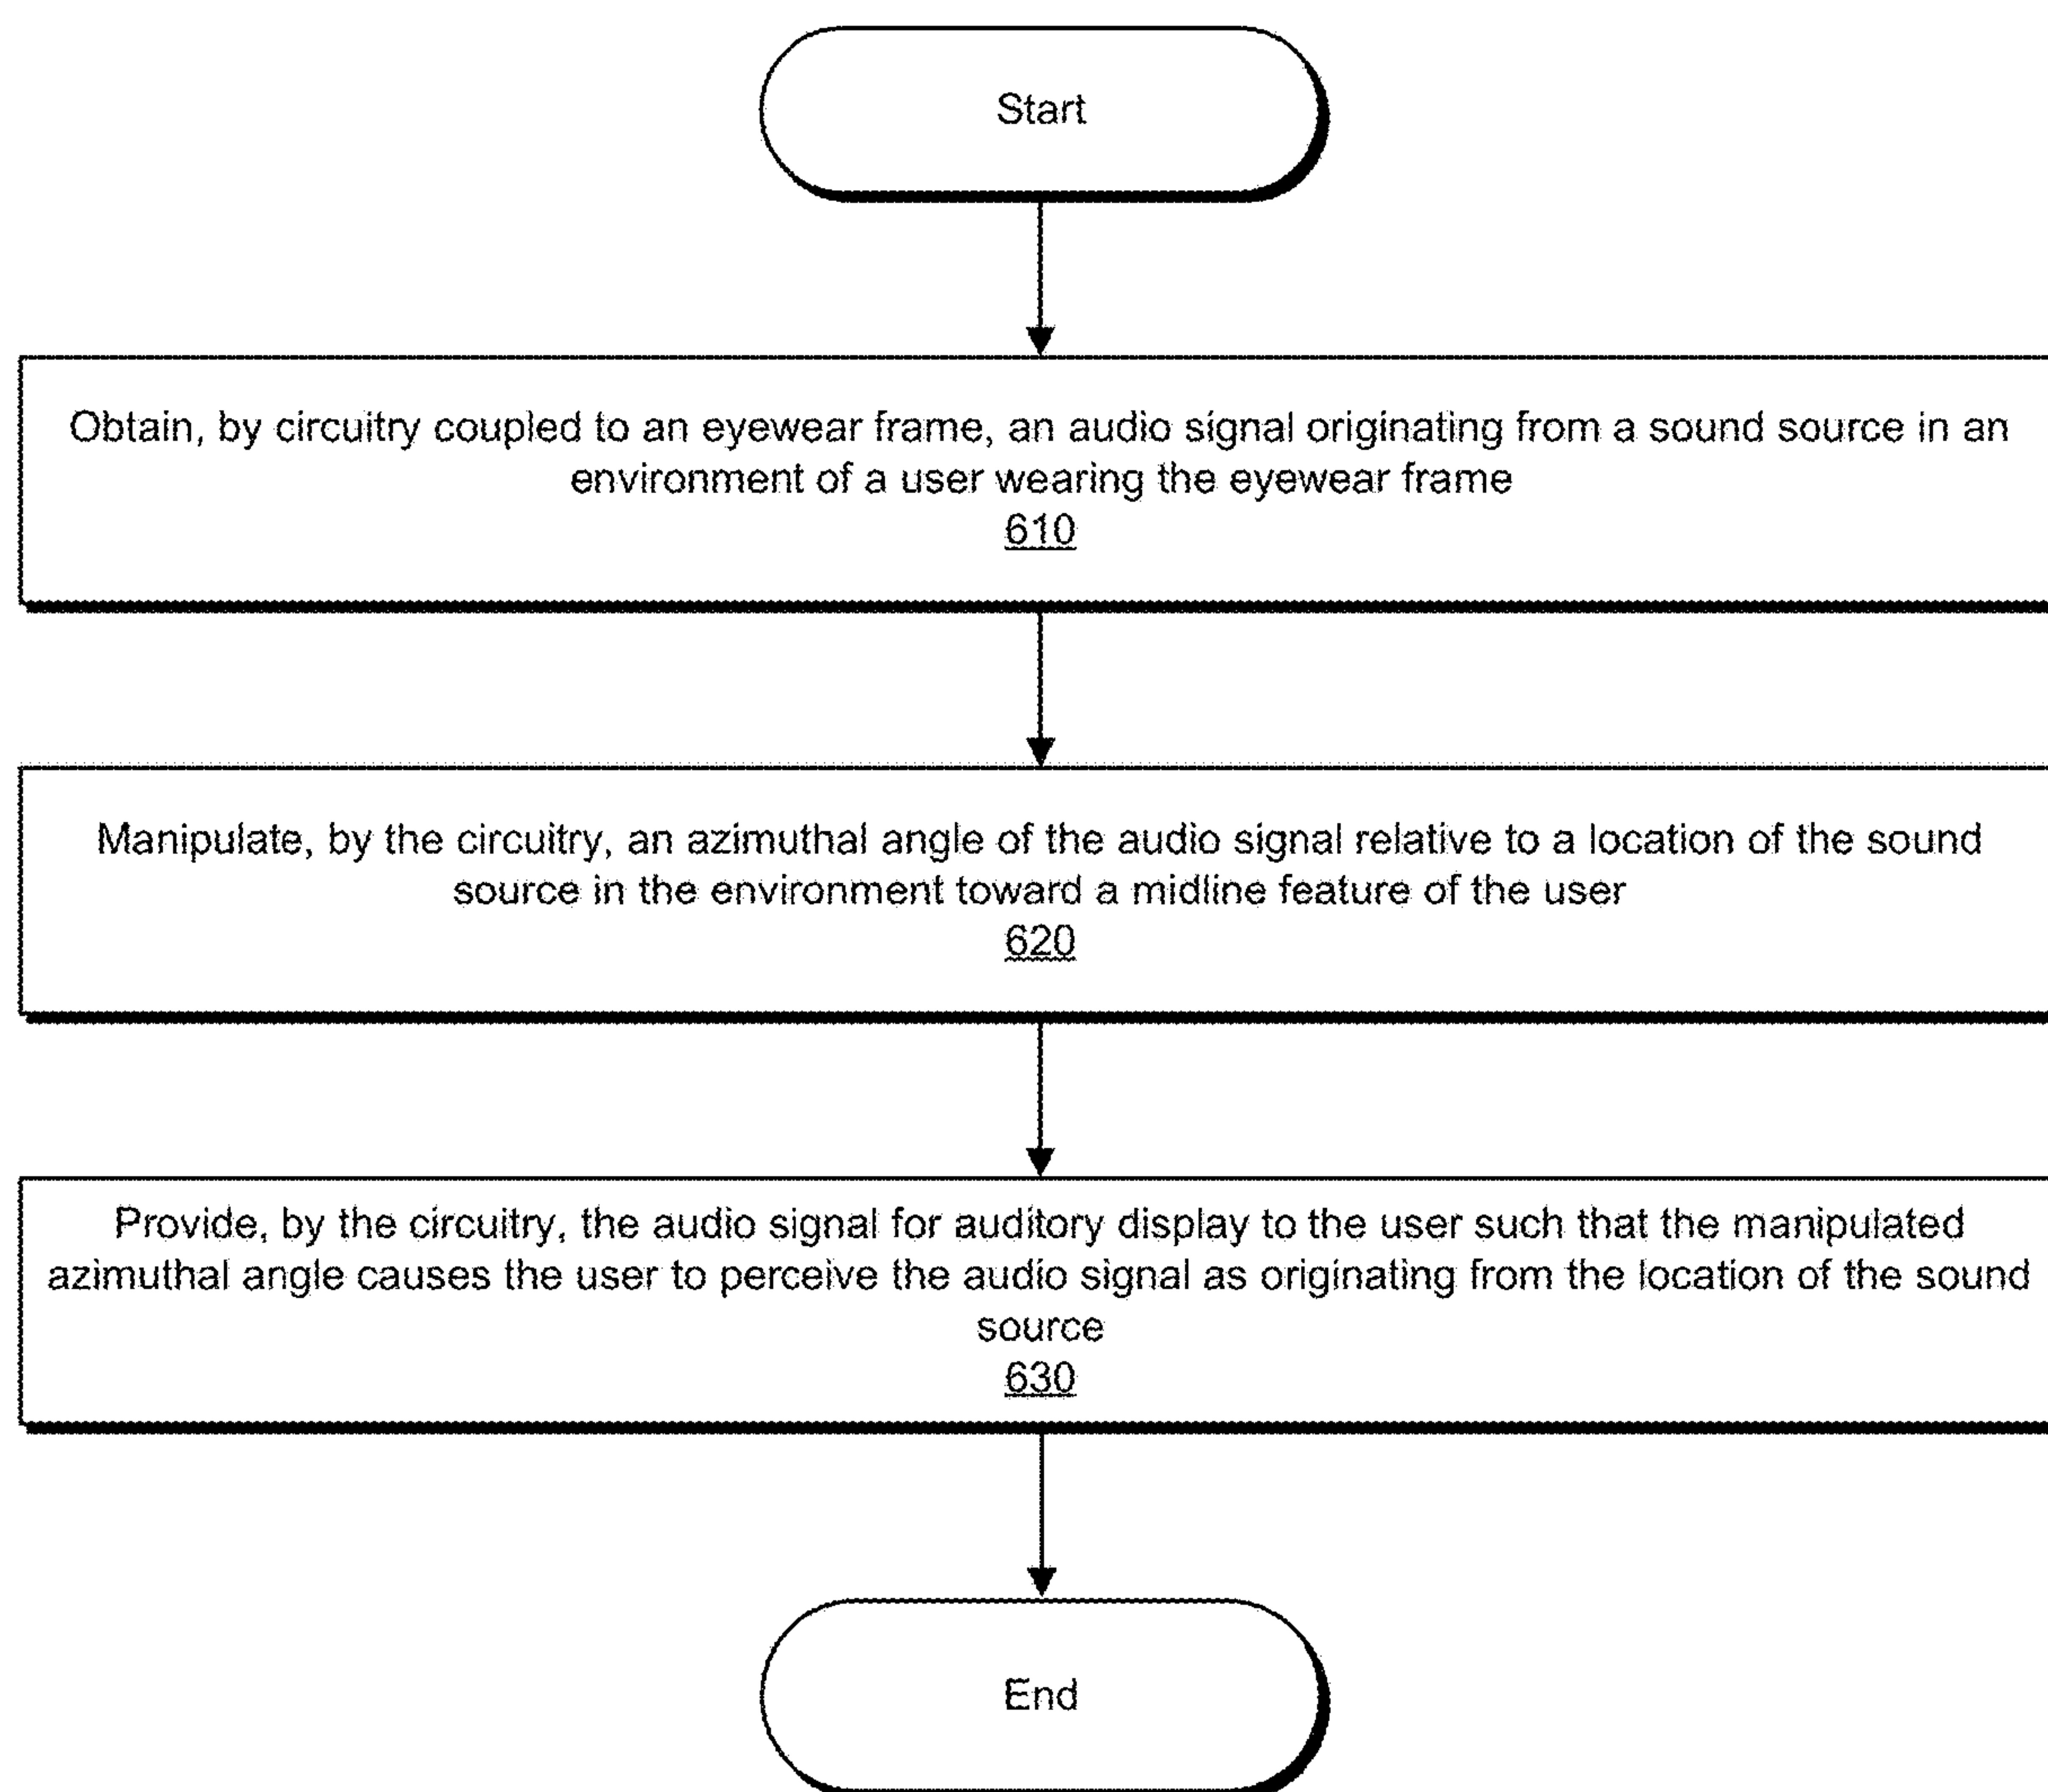 Start
Obtain, by circuitry coupled to an eyewear frame, an audio signal originating from a sound source in an
environment of a user wearing the eyewear frame
610
Manipulate, by the circuitry, an azimuthal angle of the audio signal relative to a location of the sound
source in the environment toward a midline feature of the user
620
Provide, by the circuitry, the audio signal for auditory display to the user such that the manipulated
azimuthal angle causes the user to perceive the audio signal as originating from the location of the sound
source
630
End